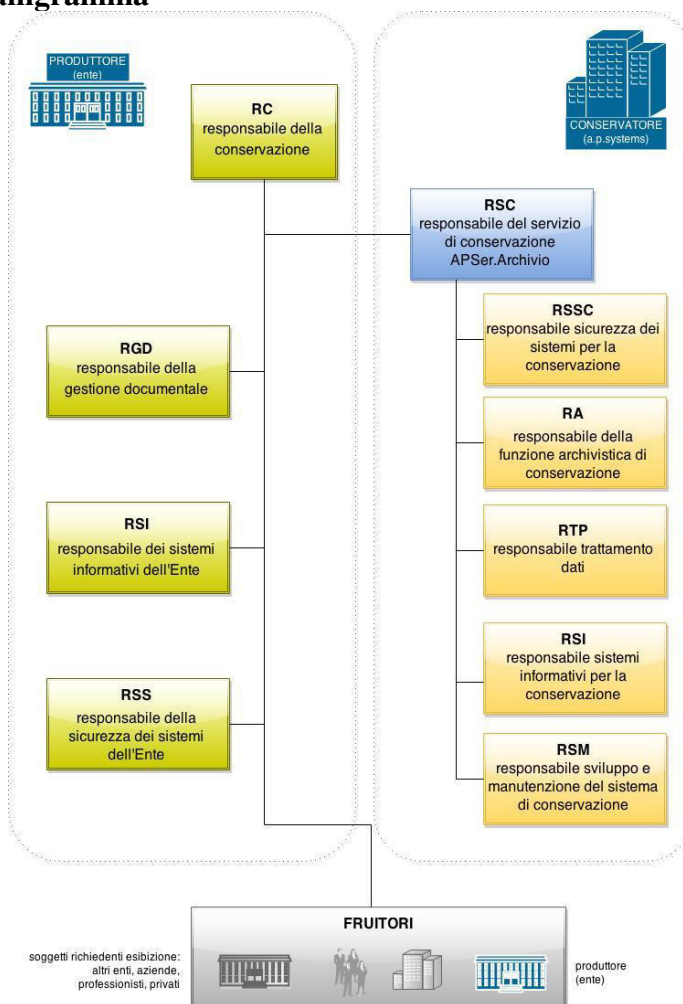 PRODUTTORE
(ente)
RC
responsabile della
conservazione
CONSERVATORE
(a.p.systems)
RSC
responsabile del servizio
di conservazione
APSer.Archivio
RGD
responsabile della
gestione documentale
RSI
responsabile dei sistemi
informativi dell'Ente
RSS
responsabile della
sicurezza dei sistemi
dell'Ente
RSSC
responsabile sicurezza dei
sistemi per la
conservazione
RA
responsabile della
funzione archivistica di
conservazione
RTP
responsabile trattamento
dati
RSI
responsabile sistemi
informativi per la
conservazione
RSM
responsabile sviluppo e
manutenzione del sistema
di conservazione
FRUITORI
soggetti richiedenti esibizione:
altri enti, aziende,
professionisti, privati
produttore
(ente)